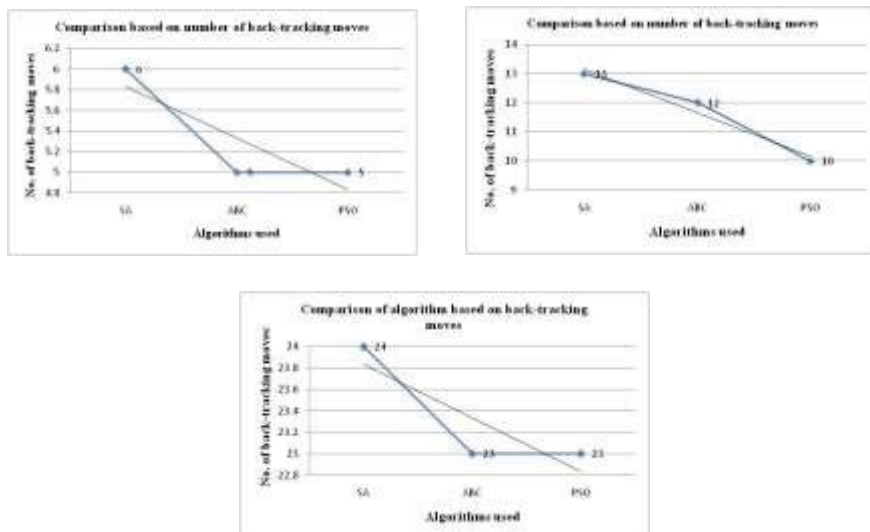 Comparison based on number of back-tracking moves
No. of back-tracking moves
6.2
6
5.8
5.6
5.4
5.2
5
4.8
6
5
5
SA
ABC
PSO
Algorithms used
Comparison based on number of back-tracking moves
No. of back-tracking moves
14
13
12
11
10
9
13
12
10
SA
ABC
PSO
Algorithms used
Comparison of algorithm based on back-tracking
moves
No. of back-tracking moves
24
23.8
23.6
23.4
23.2
23
22.8
24
23
23
SA
ABC
PSO
Algorithms used